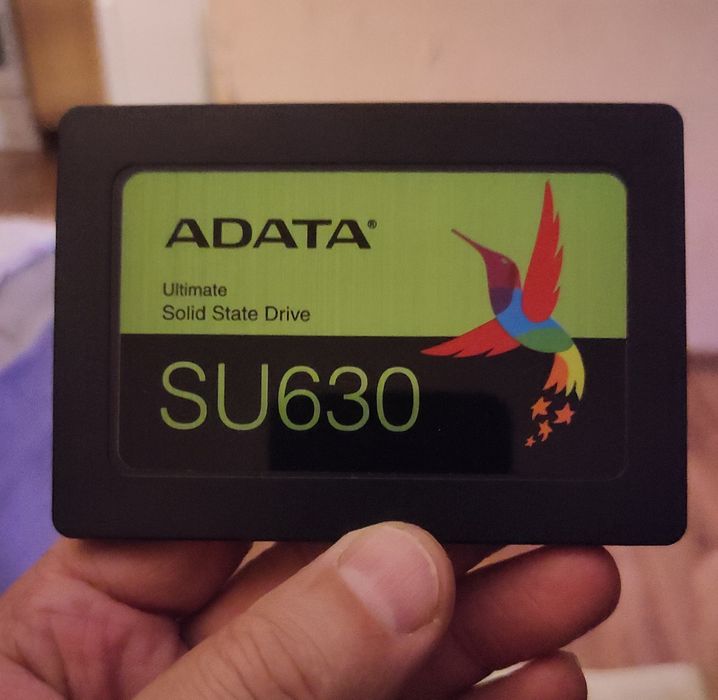 ADATA®
Ultimate
Solid State Drive
SU630